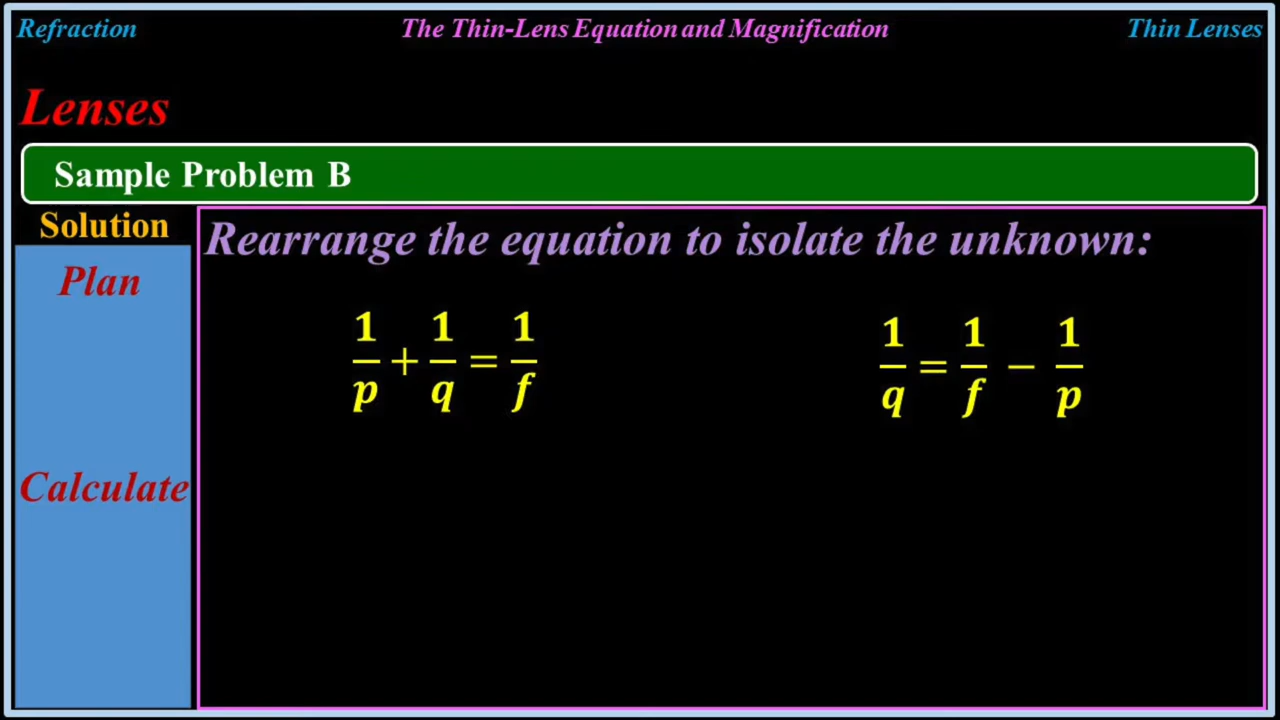 Refraction
The Thin-Lens Equation and Magnification
Thin Lenses
Lenses
Sample Problem B
Solution
Rearrange the equation to isolate the unknown:
Plan
1/p + 1/q = 1/f
1/q = 1/f − 1/p
Calculate